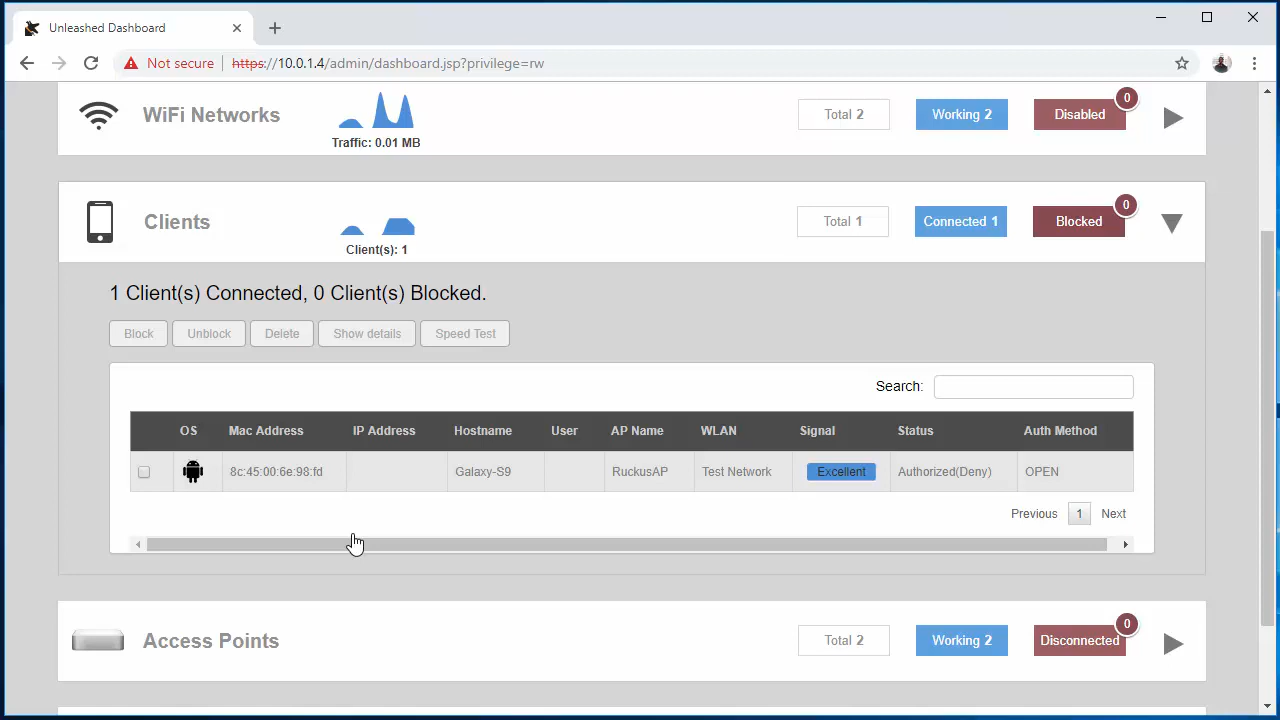 Unleashed Dashboard
Not secure https://10.0.1.4/admin/dashboard.jsp?privilege=rw
WiFi Networks
Traffic: 0.01 MB
Total 2
Working 2
Disabled
0
Clients
Client(s): 1
Total 1
Connected 1
Blocked
0
1 Client(s) Connected, 0 Client(s) Blocked.
Block Unblock Delete Show details Speed Test
Search:
OS Mac Address IP Address Hostname User AP Name WLAN Signal Status Auth Method
8c:45:00:6e:98:fd Galaxy-S9 RuckusAP Test Network Excellent Authorized(Deny) OPEN
Previous 1 Next
Access Points
Total 2
Working 2
Disconnected
0